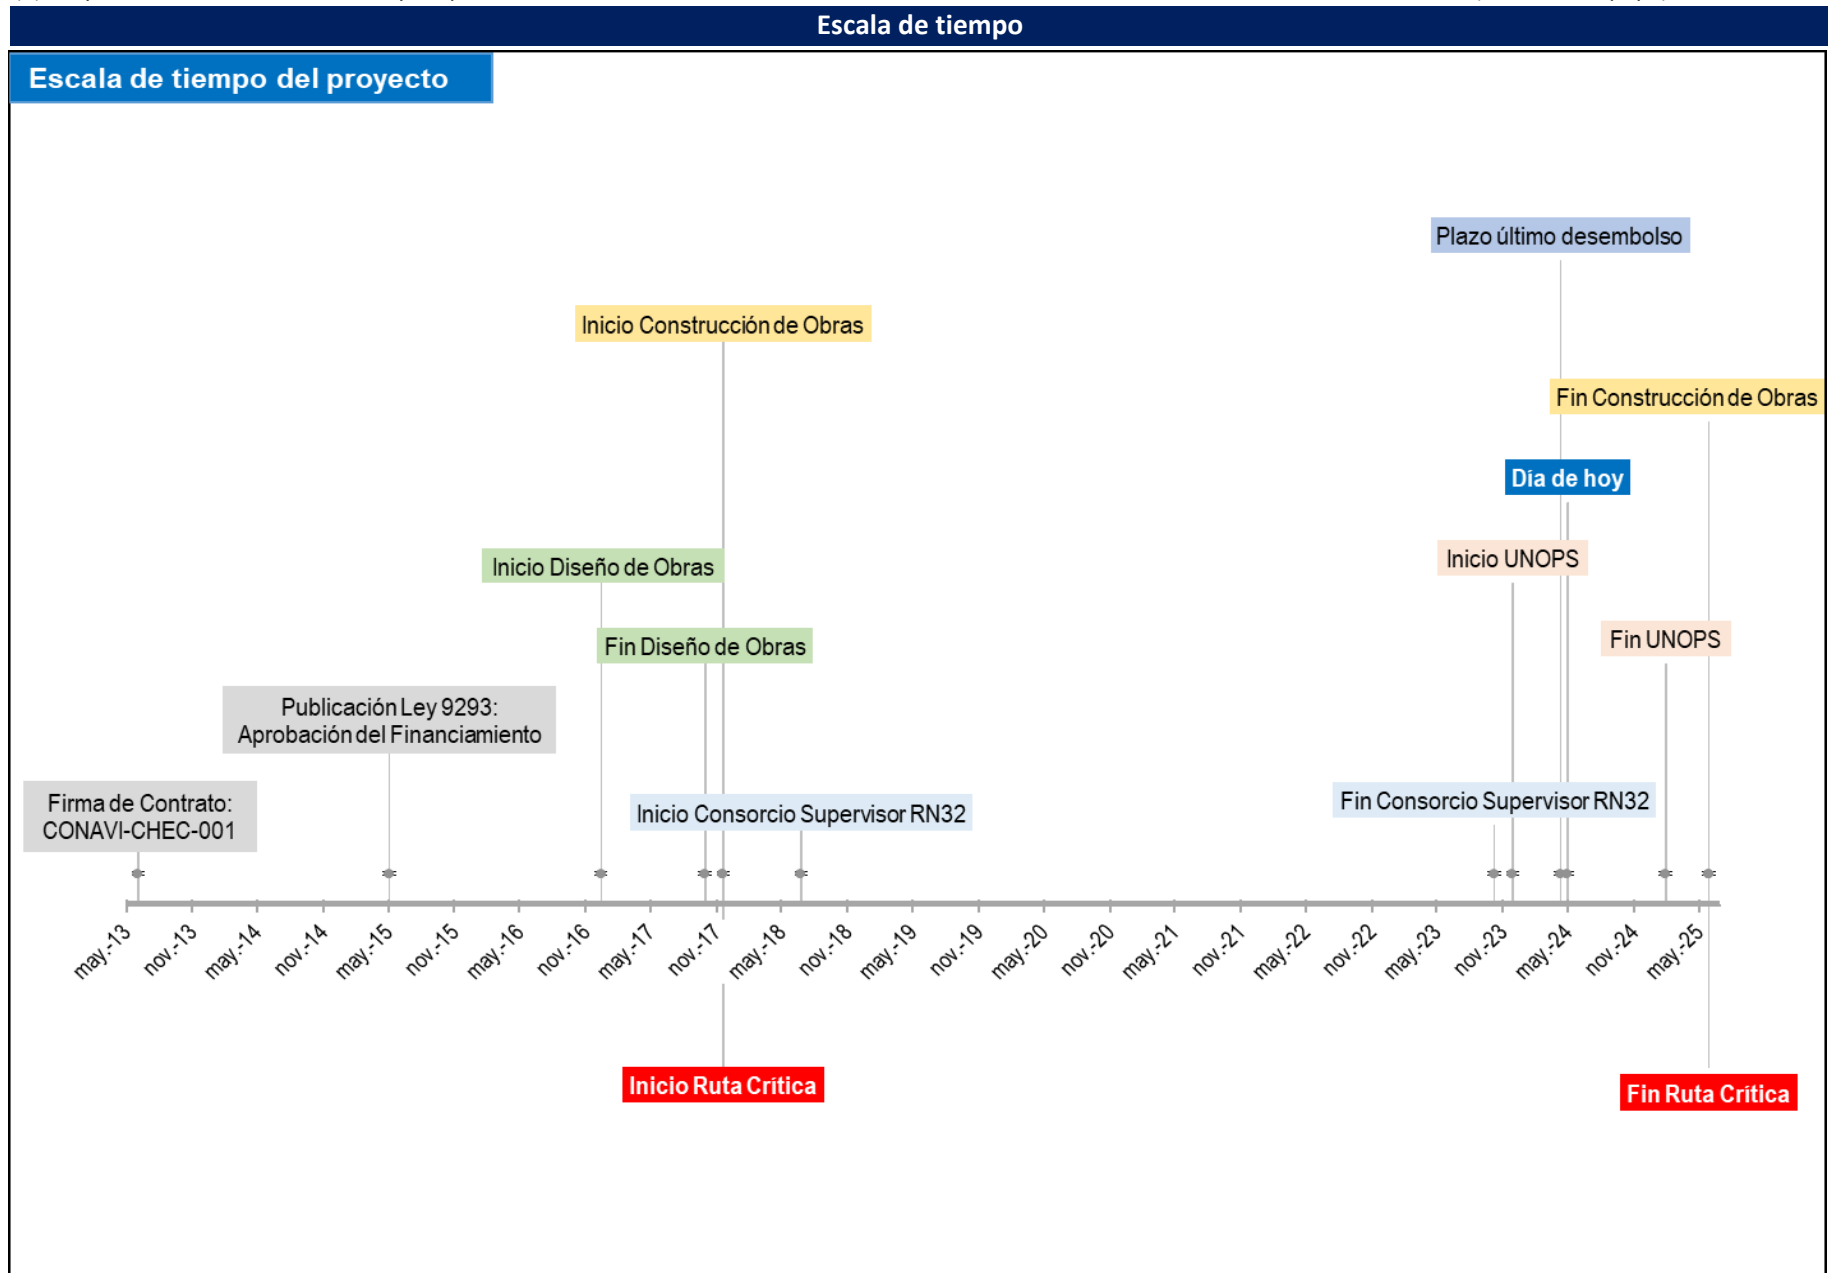 Escala de tiempo
Escala de tiempo del proyecto
Plazo último desembolso
Inicio Construcción de Obras
Fin Construcción de Obras
Día de hoy
Inicio Diseño de Obras
Inicio UNOPS
Fin Diseño de Obras
Fin UNOPS
Publicación Ley 9293:
Aprobación del Financiamiento
Firma de Contrato:
CONAVI-CHEC-001
Inicio Consorcio Supervisor RN32
Fin Consorcio Supervisor RN32
may.-13
nov.-13
may.-14
nov.-14
may.-15
nov.-15
may.-16
nov.-16
may.-17
nov.-17
may.-18
nov.-18
may.-19
nov.-19
may.-20
nov.-20
may.-21
nov.-21
may.-22
nov.-22
may.-23
nov.-23
may.-24
nov.-24
may.-25
Inicio Ruta Crítica
Fin Ruta Crítica